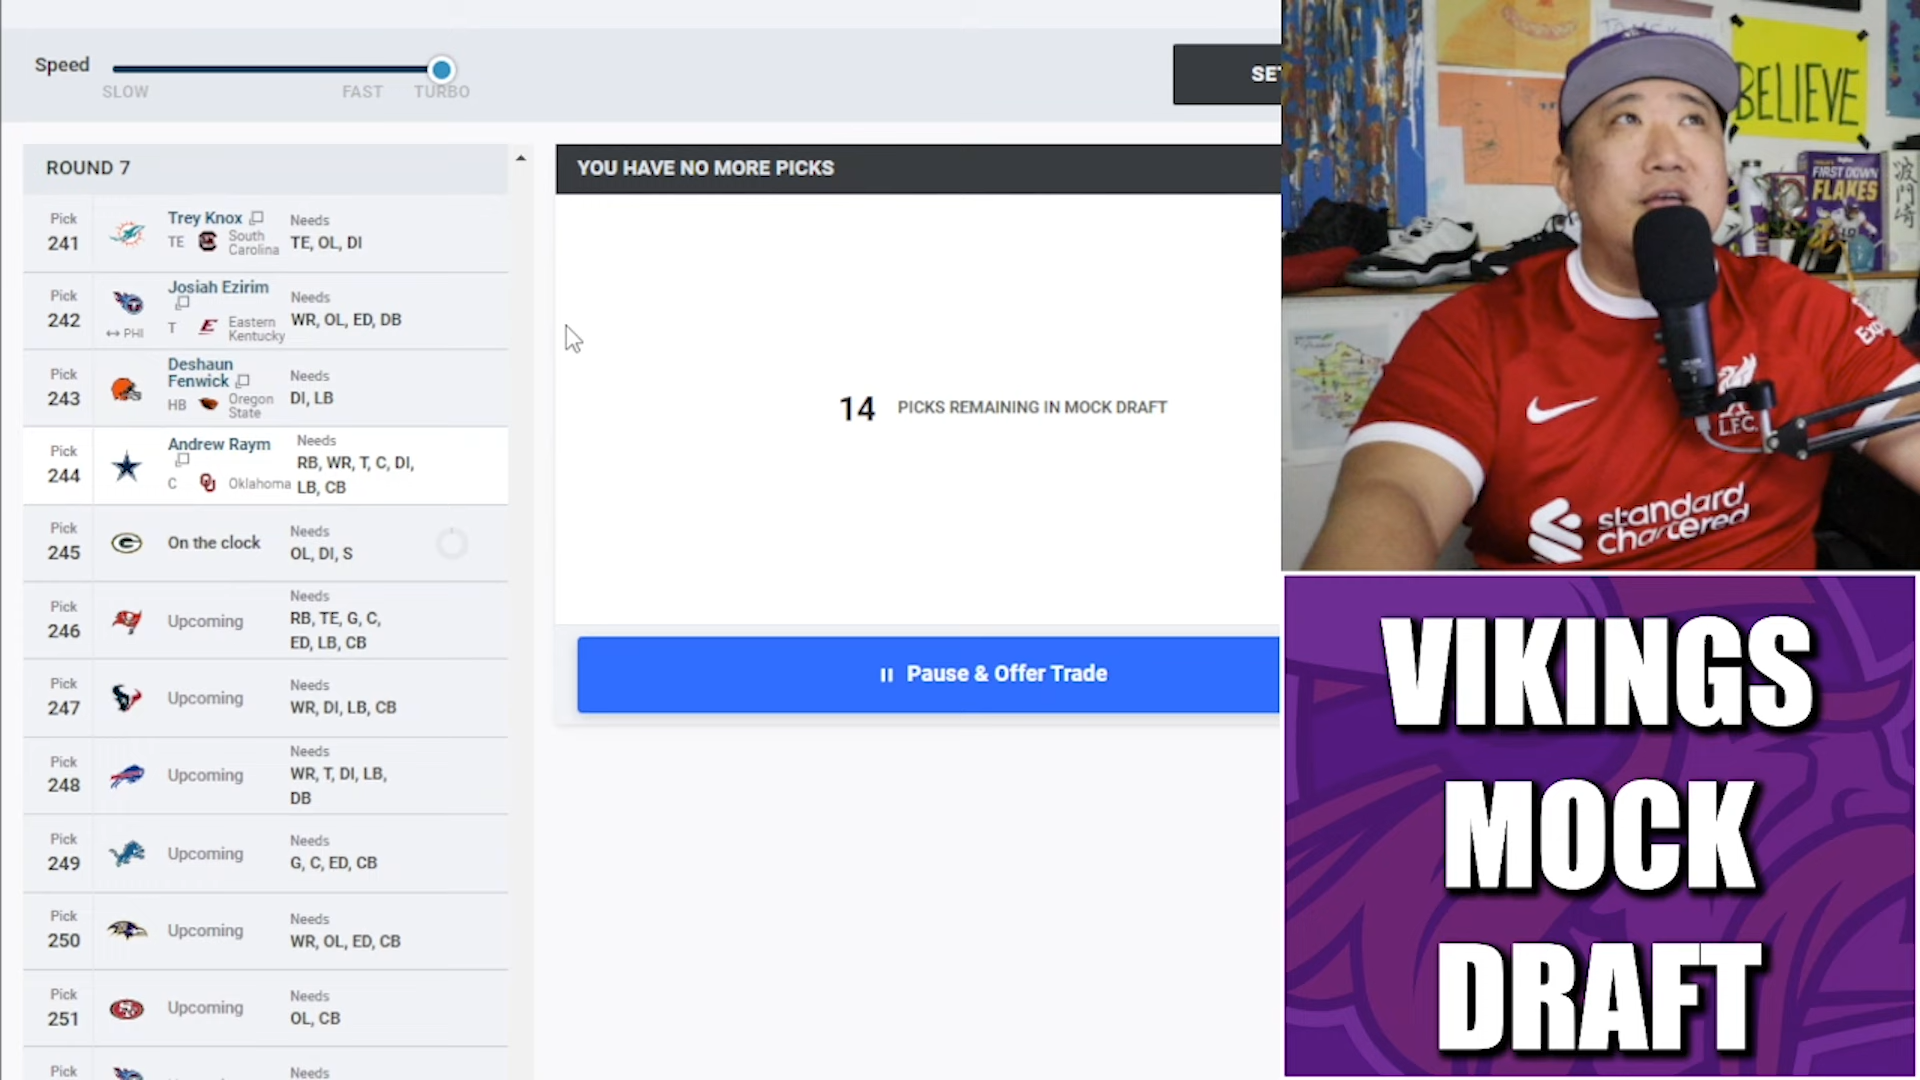 Speed
SLOW
FAST
TURBO
SET
ROUND 7
YOU HAVE NO MORE PICKS
Pick
241
Trey Knox
TE
South
Carolina
Needs
TE, OL, DI
Pick
242
PHI
Josiah Ezirim
T
Eastern
Kentucky
Needs
WR, OL, ED, DB
Pick
243
Deshaun
Fenwick
HB
Oregon
State
Needs
DI, LB
Pick
244
Andrew Raym
C
Oklahoma
Needs
RB, WR, T, C, DI,
LB, CB
Pick
245
On the clock
Needs
OL, DI, S
Pick
246
Upcoming
Needs
RB, TE, G, C,
ED, LB, CB
Pick
247
Upcoming
Needs
WR, DI, LB, CB
Pick
248
Upcoming
Needs
WR, T, DI, LB,
DB
Pick
249
Upcoming
Needs
G, C, ED, CB
Pick
250
Upcoming
Needs
WR, OL, ED, CB
Pick
251
Upcoming
Needs
OL, CB
Pick
Needs
14 PICKS REMAINING IN MOCK DRAFT
Pause & Offer Trade
BELIEVE
FIRST DOWN
FLAKES
L.F.C.
standard
chartered
VIKINGS
MOCK
DRAFT